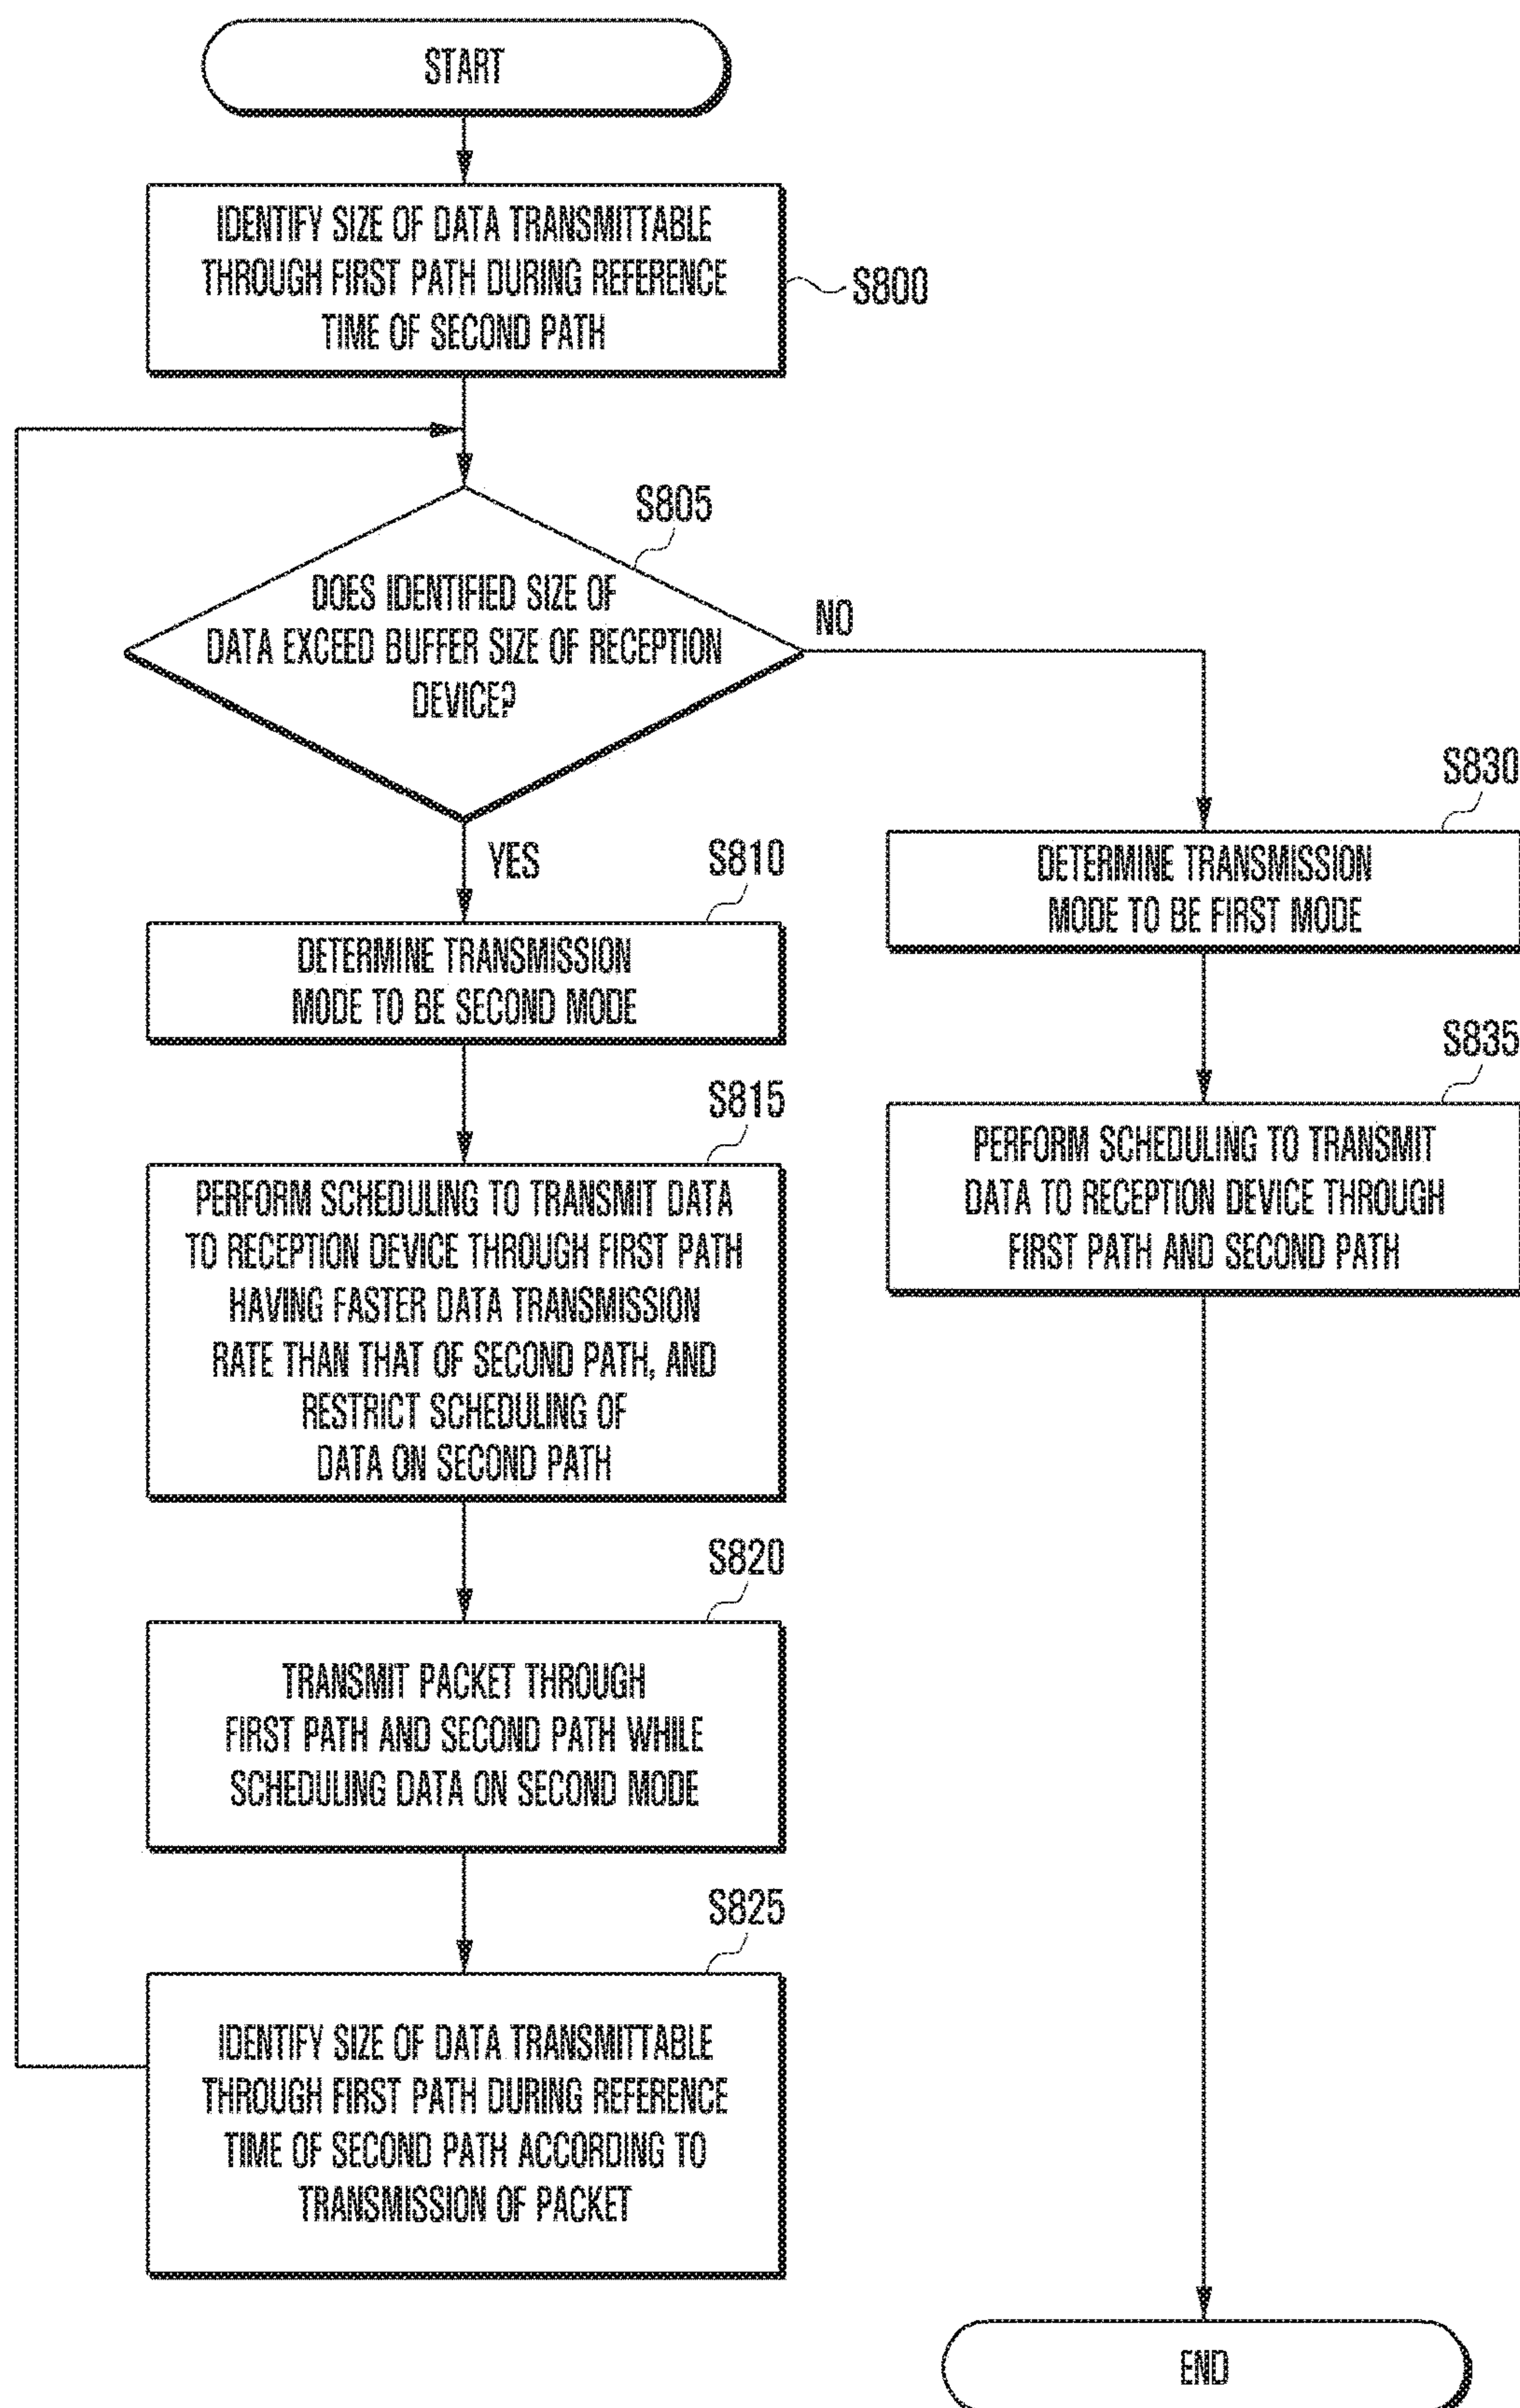 START
IDENTIFY SIZE OF DATA TRANSMITTABLE
THROUGH FIRST PATH DURING REFERENCE
TIME OF SECOND PATH
S800
S805
DOES IDENTIFIED SIZE OF
DATA EXCEED BUFFER SIZE OF RECEPTION
DEVICE?
NO
YES
S810
DETERMINE TRANSMISSION
MODE TO BE SECOND MODE
S815
PERFORM SCHEDULING TO TRANSMIT DATA
TO RECEPTION DEVICE THROUGH FIRST PATH
HAVING FASTER DATA TRANSMISSION
RATE THAN THAT OF SECOND PATH, AND
RESTRICT SCHEDULING OF
DATA ON SECOND PATH
S820
TRANSMIT PACKET THROUGH
FIRST PATH AND SECOND PATH WHILE
SCHEDULING DATA ON SECOND MODE
S825
IDENTIFY SIZE OF DATA TRANSMITTABLE
THROUGH FIRST PATH DURING REFERENCE
TIME OF SECOND PATH ACCORDING TO
TRANSMISSION OF PACKET
S830
DETERMINE TRANSMISSION
MODE TO BE FIRST MODE
S835
PERFORM SCHEDULING TO TRANSMIT
DATA TO RECEPTION DEVICE THROUGH
FIRST PATH AND SECOND PATH
END